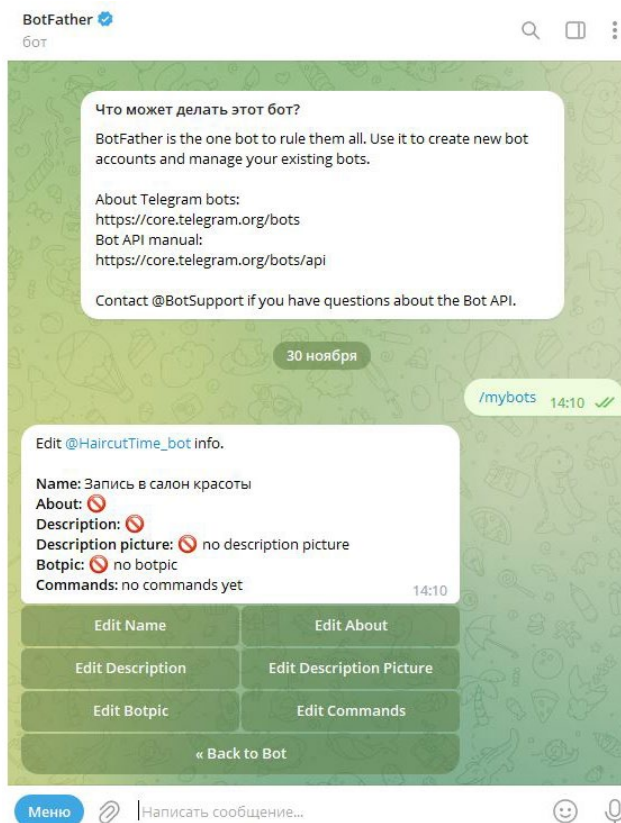 BotFather
бот
Что может делать этот бот?
BotFather is the one bot to rule them all. Use it to create new bot
accounts and manage your existing bots.
About Telegram bots:
https://core.telegram.org/bots
Bot API manual:
https://core.telegram.org/bots/api
Contact @BotSupport if you have questions about the Bot API.
30 ноября
/mybots 14:10
Edit @HaircutTime_bot info.
Name: Запись в салон красоты
About: 🚫
Description: 🚫
Description picture: 🚫 no description picture
Botpic: 🚫 no botpic
Commands: no commands yet
14:10
Edit Name Edit About
Edit Description Edit Description Picture
Edit Botpic Edit Commands
« Back to Bot
Меню Написать сообщение...